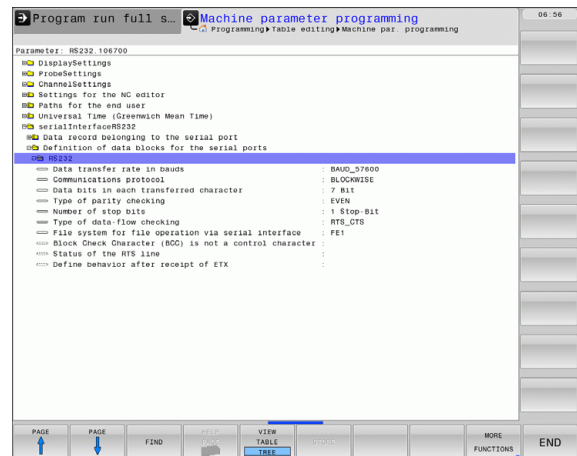 Program run full s…
Machine parameter programming
Programming▶Table editing▶Machine par. programming
06:56
Parameter: RS232.106700
DisplaySettings
ProbeSettings
ChannelSettings
Settings for the NC editor
Paths for the end user
Universal Time (Greenwich Mean Time)
serialInterfaceRS232
Data record belonging to the serial port
Definition of data blocks for the serial ports
RS232
Data transfer rate in bauds : BAUD_57600
Communications protocol : BLOCKWISE
Data bits in each transferred character : 7 Bit
Type of parity checking : EVEN
Number of stop bits : 1 Stop-Bit
Type of data-flow checking : RTS_CTS
File system for file operation via serial interface : FE1
Block Check Character (BCC) is not a control character :
Status of the RTS line :
Define behavior after receipt of ETX :
PAGE
PAGE
FIND
VIEW
TABLE
TREE
MORE
FUNCTIONS
END